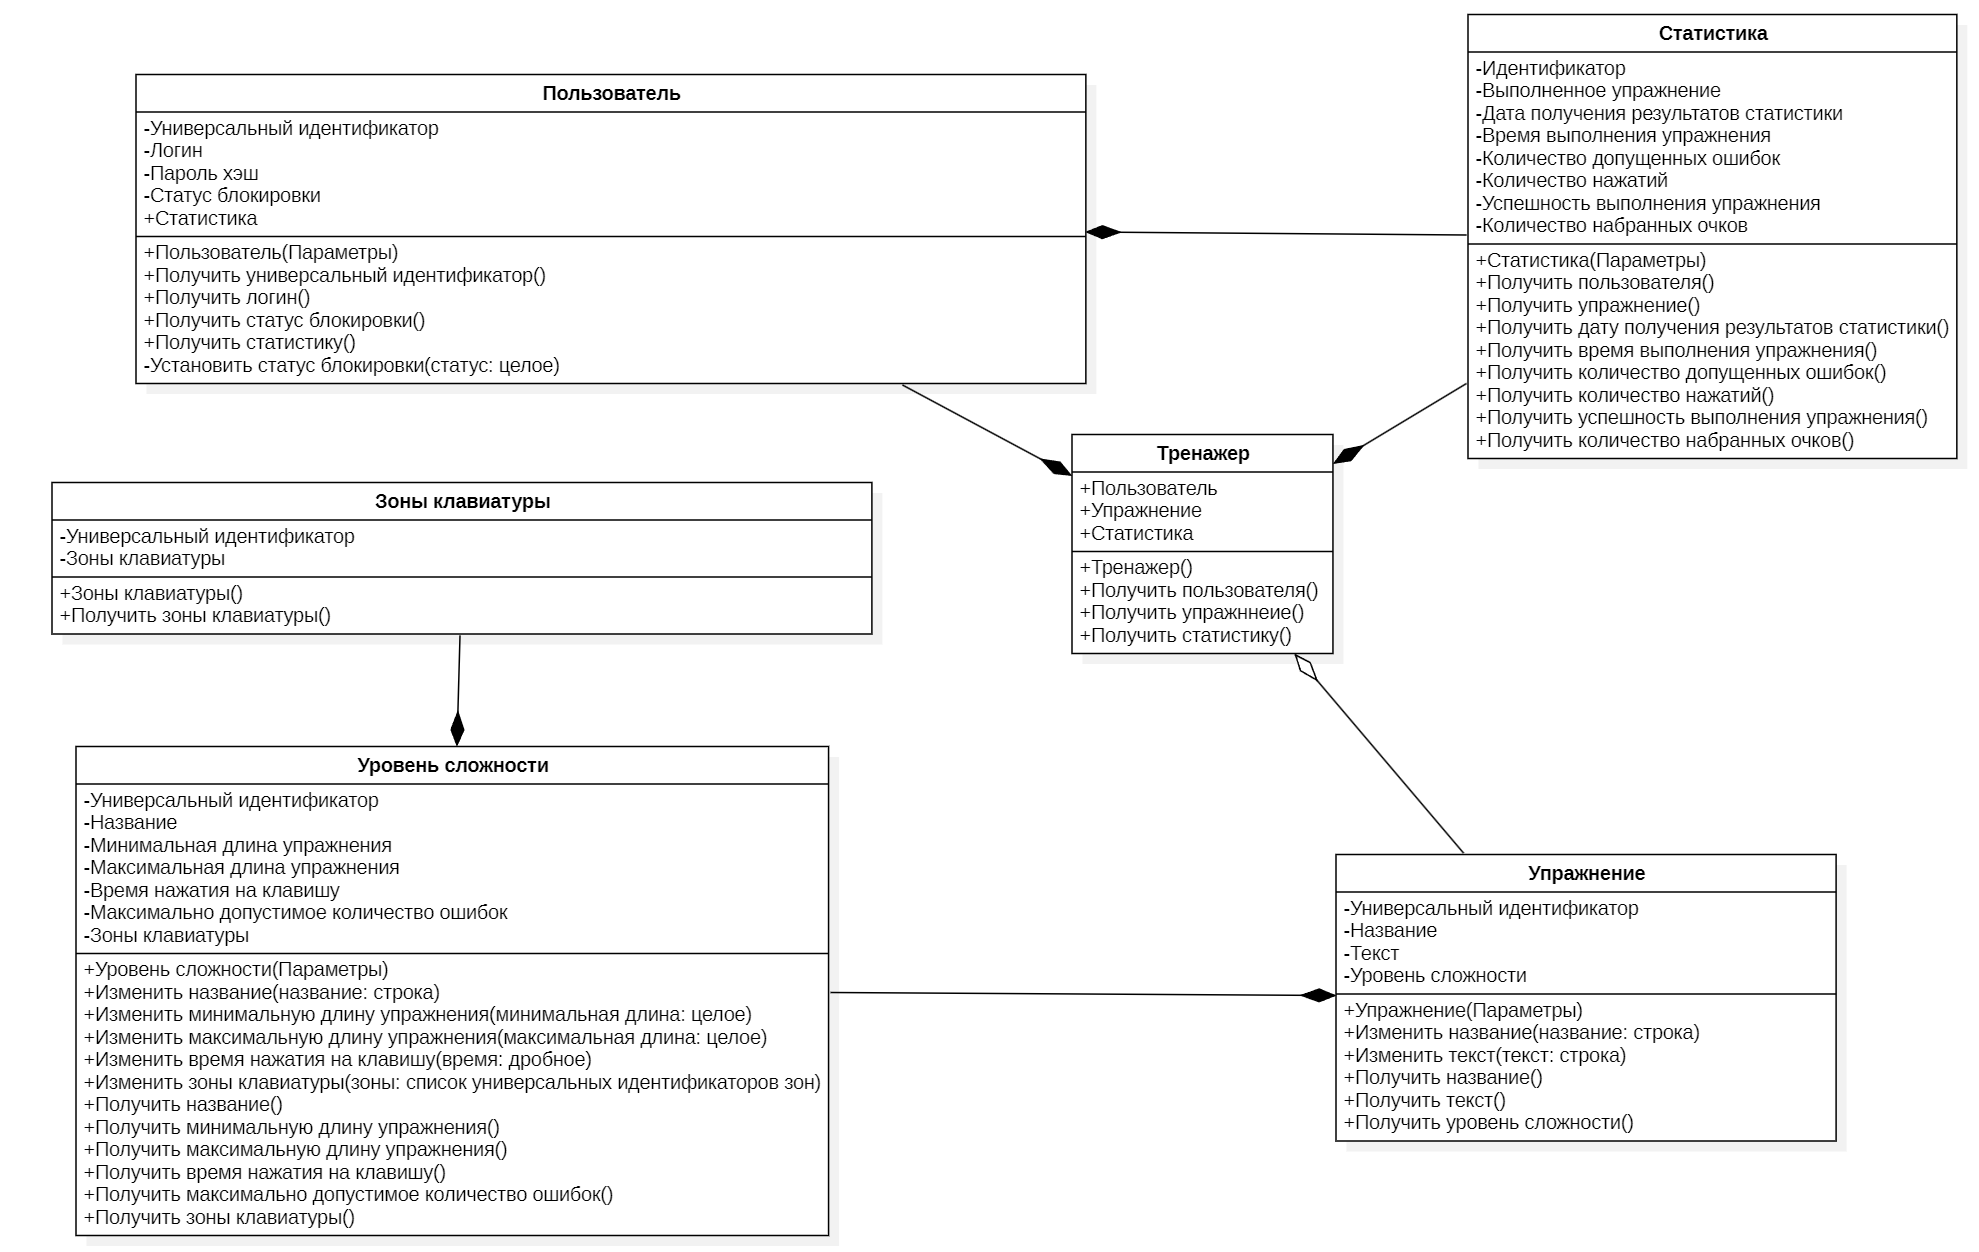 Пользователь
-Универсальный идентификатор
-Логин
-Пароль хэш
-Статус блокировки
+Статистика
+Пользователь(Параметры)
+Получить универсальный идентификатор()
+Получить логин()
+Получить статус блокировки()
+Получить статистику()
-Установить статус блокировки(статус: целое)
Статистика
-Идентификатор
-Выполненное упражнение
-Дата получения результатов статистики
-Время выполнения упражнения
-Количество допущенных ошибок
-Количество нажатий
-Успешность выполнения упражнения
-Количество набранных очков
+Статистика(Параметры)
+Получить пользователя()
+Получить упражнение()
+Получить дату получения результатов статистики()
+Получить время выполнения упражнения()
+Получить количество допущенных ошибок()
+Получить количество нажатий()
+Получить успешность выполнения упражнения()
+Получить количество набранных очков()
Тренажер
+Пользователь
+Упражнение
+Статистика
+Тренажер()
+Получить пользователя()
+Получить упражннеие()
+Получить статистику()
Зоны клавиатуры
-Универсальный идентификатор
-Зоны клавиатуры
+Зоны клавиатуры()
+Получить зоны клавиатуры()
Уровень сложности
-Универсальный идентификатор
-Название
-Минимальная длина упражнения
-Максимальная длина упражнения
-Время нажатия на клавишу
-Максимально допустимое количество ошибок
-Зоны клавиатуры
+Уровень сложности(Параметры)
+Изменить название(название: строка)
+Изменить минимальную длину упражнения(минимальная длина: целое)
+Изменить максимальную длину упражнения(максимальная длина: целое)
+Изменить время нажатия на клавишу(время: дробное)
+Изменить зоны клавиатуры(зоны: список универсальных идентификаторов зон)
+Получить название()
+Получить минимальную длину упражнения()
+Получить максимальную длину упражнения()
+Получить время нажатия на клавишу()
+Получить максимально допустимое количество ошибок()
+Получить зоны клавиатуры()
Упражнение
-Универсальный идентификатор
-Название
-Текст
-Уровень сложности
+Упражнение(Параметры)
+Изменить название(название: строка)
+Изменить текст(текст: строка)
+Получить название()
+Получить текст()
+Получить уровень сложности()